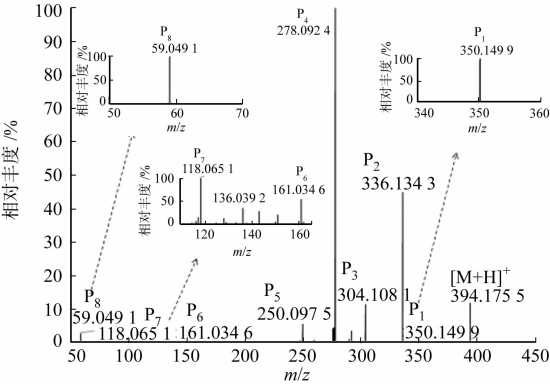 P₄
278.092 4
100
80
60
40
20
0
相对丰度 /%
50
100
150
200
250
300
350
400
450
m/z
P₈
59.049 1
100
50
0
相对丰度 /%
50
60
70
m/z
P₁
350.149 9
100
50
0
相对丰度 /%
340
350
360
m/z
P₇
118.065 1
136.039 2
P₆
161.034 6
100
50
0
相对丰度 /%
120
140
160
m/z
P₂
336.134 3
P₃
304.108 1
[M+H]⁺
394.175 5
P₁
350.149 9
P₅
250.097 5
P₈
59.049 1
P₇
118.065 1
P₆
161.034 6